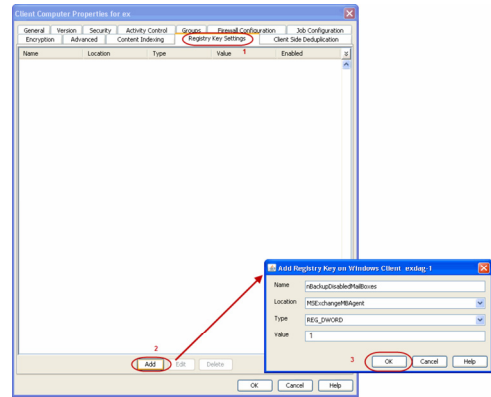 Client Computer Properties for ex
General Version Security Activity Control Groups Firewall Configuration Job Configuration
Encryption Advanced Content Indexing Registry Key Settings Client Side Deduplication
Name Location Type Value 1 Enabled
Add Registry Key on Windows Client exdag-1
Name nBackupDisabledMailBoxes
Location MSExchangeMBAgent
Type REG_DWORD
value 1
3 OK Cancel Help
2
Add Edit Delete
OK Cancel Help